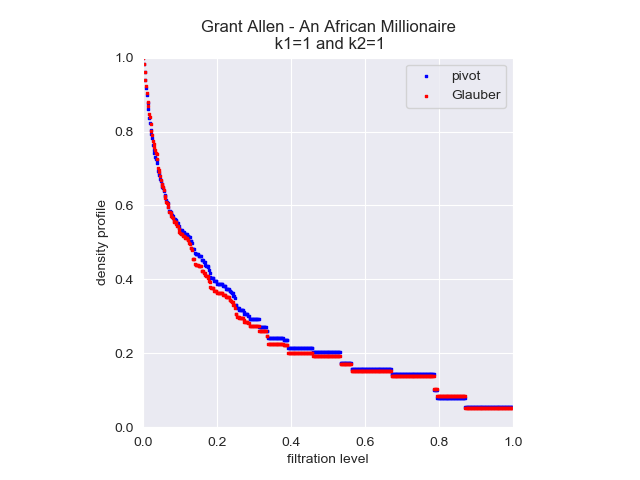 Grant Allen - An African Millionaire
k1=1 and k2=1
1.0
0.8
0.6
0.4
0.2
0.0
density profile
pivot
Glauber
0.0 0.2 0.4 0.6 0.8 1.0
filtration level